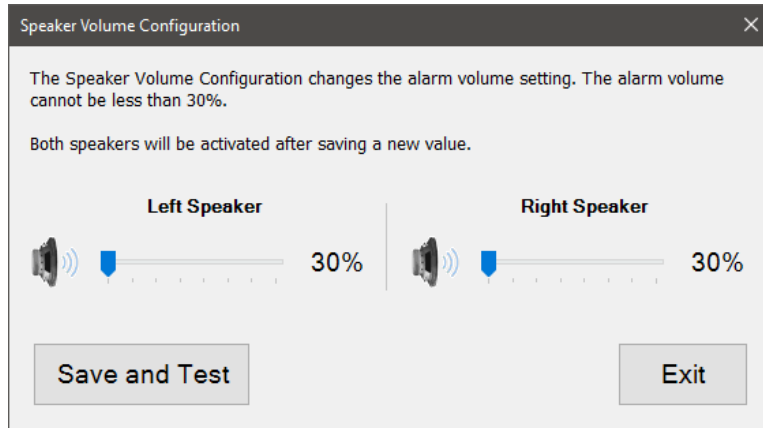 Speaker Volume Configuration
The Speaker Volume Configuration changes the alarm volume setting. The alarm volume
cannot be less than 30%.
Both speakers will be activated after saving a new value.
Left Speaker
Right Speaker
30%
30%
Save and Test
Exit